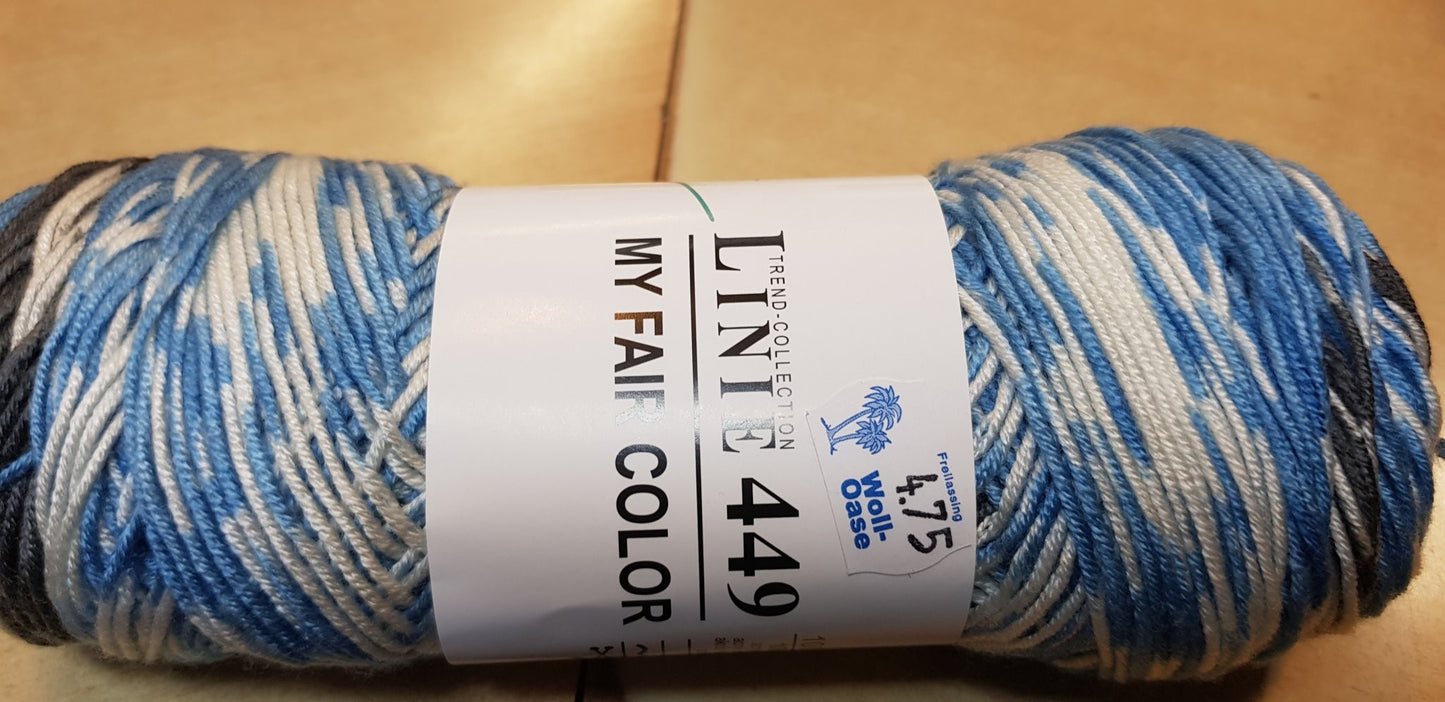 TREND-COLLECTION
LINIE 449
MY FAIR COLOR
Freilassing
4.75
Woll-
Oase